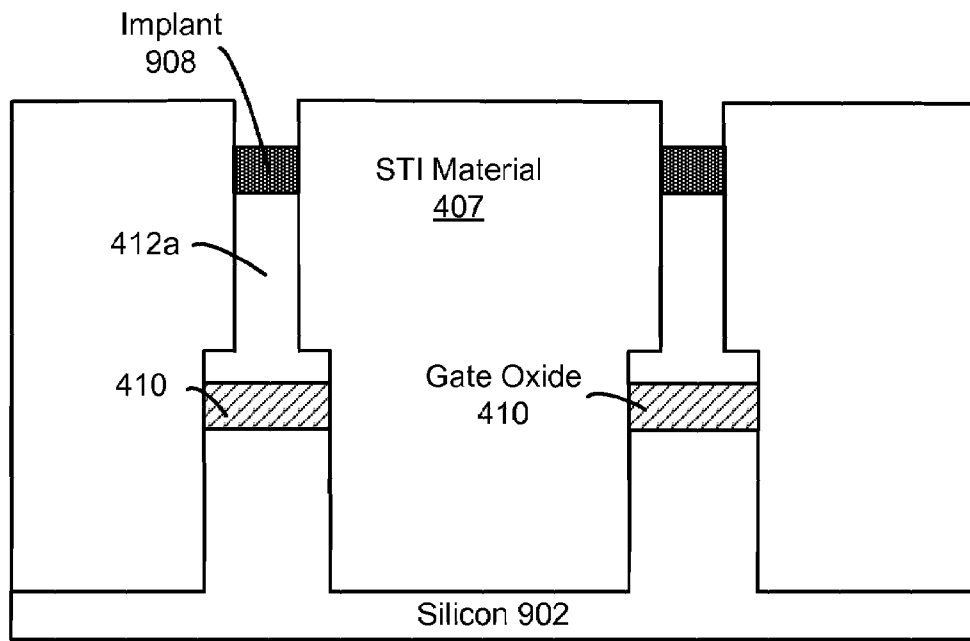 Implant
908
STI Material
407
412a
410
Gate Oxide
410
Silicon 902